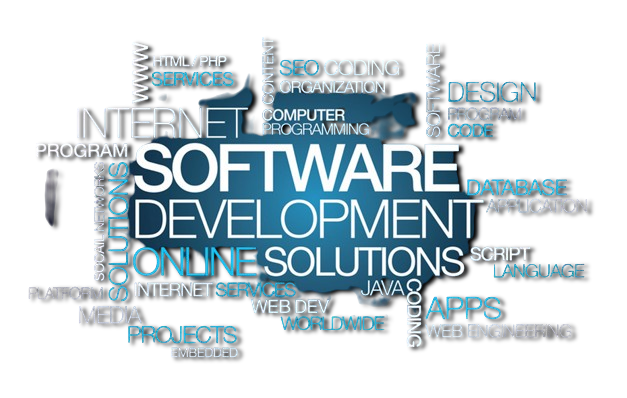 WWW
HTML / PHP
SERVICES
CONTENT
SEO CODING
ORGANIZATION
SOFTWARE
DESIGN
PROGRAM
CODE
INTERNET
COMPUTER
PROGRAMMING
PROGRAM
SOFTWARE
DATABASE
APPLICATION
DEVELOPMENT
SOCAIL NETWORKS
SOLUTIONS
ONLINE SOLUTIONS
SCRIPT
LANGUAGE
PLATFORM
INTERNET SERVICES
JAVA
CODING
MEDIA
WEB DEV
WORLDWIDE
APPS
WEB ENGINEERING
PROJECTS
EMBEDDED